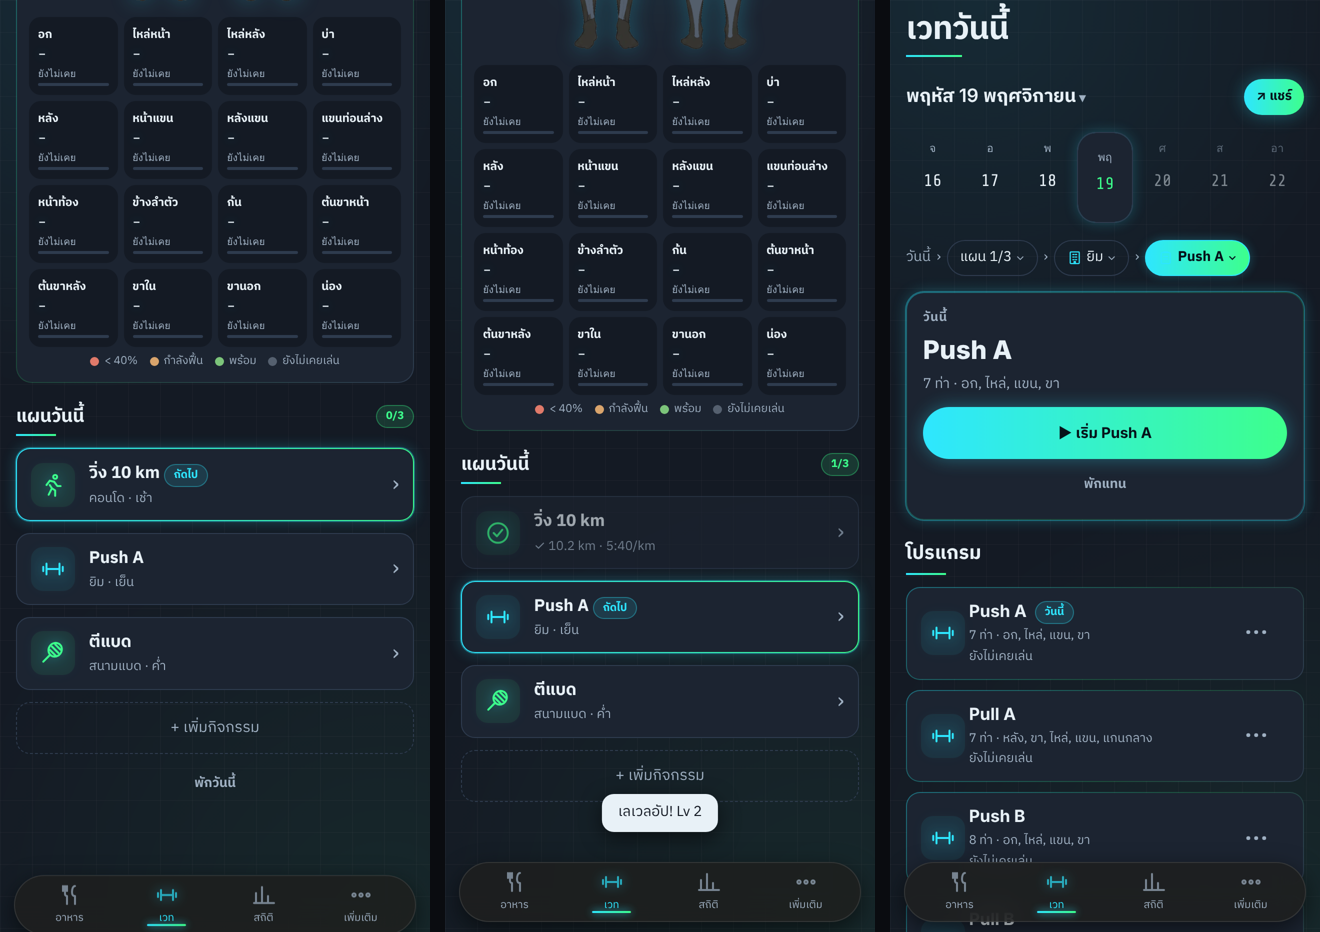 อก
ไหล่หน้า
ไหล่หลัง
บ่า
–
–
–
–
ยังไม่เคย
ยังไม่เคย
ยังไม่เคย
ยังไม่เคย
หลัง
หน้าแขน
หลังแขน
แขนท่อนล่าง
–
–
–
–
ยังไม่เคย
ยังไม่เคย
ยังไม่เคย
ยังไม่เคย
หน้าท้อง
ข้างลำตัว
ก้น
ต้นขาหน้า
–
–
–
–
ยังไม่เคย
ยังไม่เคย
ยังไม่เคย
ยังไม่เคย
ต้นขาหลัง
ขาใน
ขานอก
น่อง
–
–
–
–
ยังไม่เคย
ยังไม่เคย
ยังไม่เคย
ยังไม่เคย
< 40% กำลังฟื้น พร้อม ยังไม่เคยเล่น
แผนวันนี้ 0/3
วิ่ง 10 km ถัดไป
คอนโด · เช้า
Push A
ยิม · เย็น
ตีแบด
สนามแบด · ค่ำ
+ เพิ่มกิจกรรม
พักวันนี้
อาหาร เวท สถิติ เพิ่มเติม
อก
ไหล่หน้า
ไหล่หลัง
บ่า
–
–
–
–
ยังไม่เคย
ยังไม่เคย
ยังไม่เคย
ยังไม่เคย
หลัง
หน้าแขน
หลังแขน
แขนท่อนล่าง
–
–
–
–
ยังไม่เคย
ยังไม่เคย
ยังไม่เคย
ยังไม่เคย
หน้าท้อง
ข้างลำตัว
ก้น
ต้นขาหน้า
–
–
–
–
ยังไม่เคย
ยังไม่เคย
ยังไม่เคย
ยังไม่เคย
ต้นขาหลัง
ขาใน
ขานอก
น่อง
–
–
–
–
ยังไม่เคย
ยังไม่เคย
ยังไม่เคย
ยังไม่เคย
< 40% กำลังฟื้น พร้อม ยังไม่เคยเล่น
แผนวันนี้ 1/3
วิ่ง 10 km
✓ 10.2 km · 5:40/km
Push A ถัดไป
ยิม · เย็น
ตีแบด
สนามแบด · ค่ำ
+ เพิ่มกิจกรรม
เลเวลอัป! Lv 2
อาหาร เวท สถิติ เพิ่มเติม
เวทวันนี้
พฤหัส 19 พฤศจิกายน ▾ ↗ แชร์
จ อ พ พฤ ศ ส อา
16 17 18 19 20 21 22
วันนี้ › แผน 1/3 › ยิม › Push A
วันนี้
Push A
7 ท่า · อก, ไหล่, แขน, ขา
▶ เริ่ม Push A
พักแทน
โปรแกรม
Push A วันนี้
7 ท่า · อก, ไหล่, แขน, ขา
ยังไม่เคยเล่น
Pull A
7 ท่า · หลัง, ขา, ไหล่, แขน, แกนกลาง
ยังไม่เคยเล่น
Push B
8 ท่า · อก, ไหล่, แขน, ขา
ยังไม่เคยเล่น
อาหาร เวท สถิติ เพิ่มเติม
Pull B